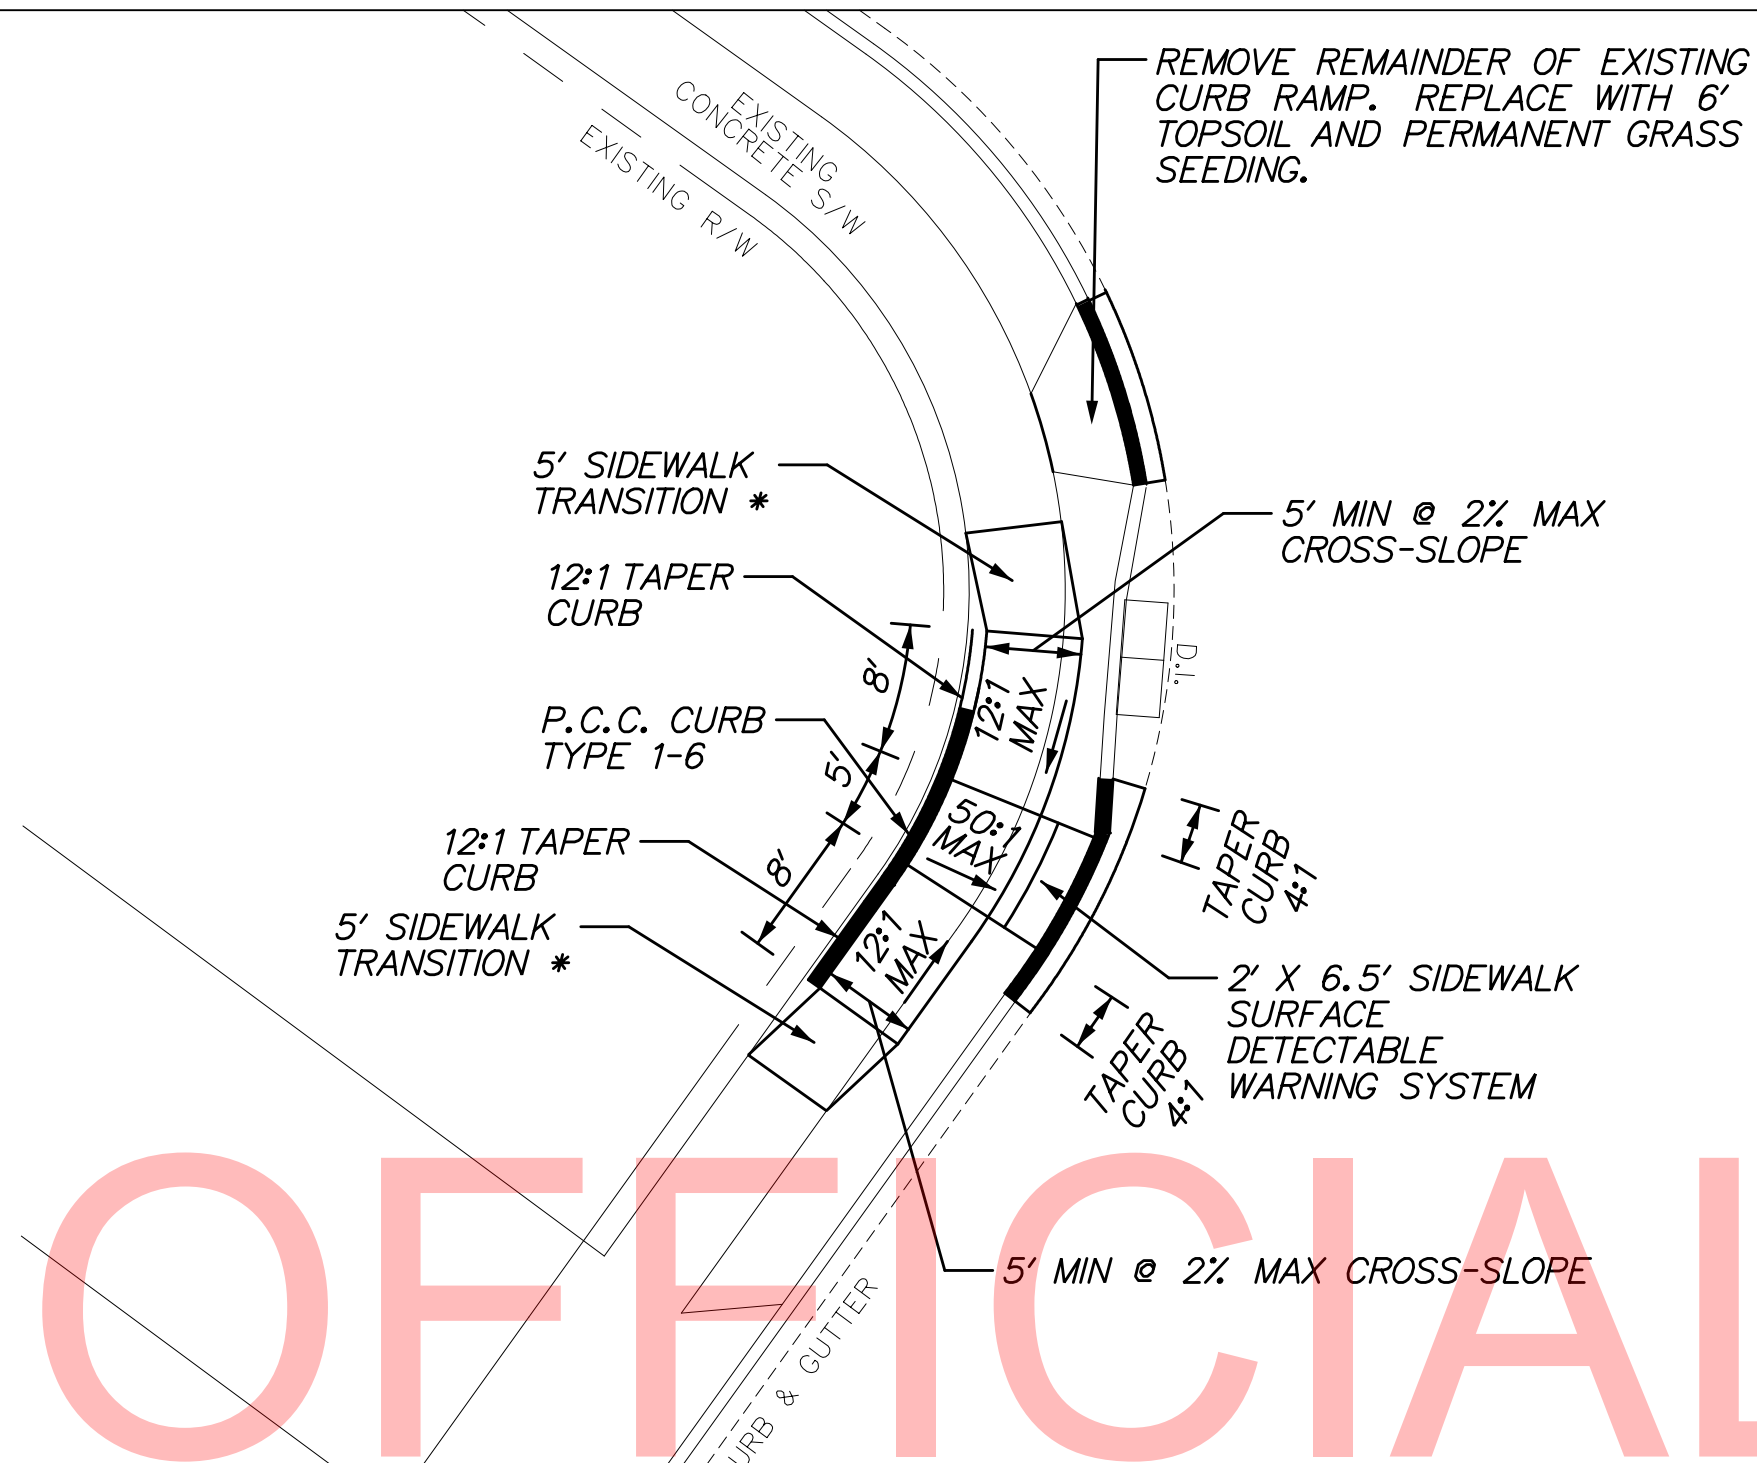 REMOVE REMAINDER OF EXISTING
CURB RAMP. REPLACE WITH 6'
TOPSOIL AND PERMANENT GRASS
SEEDING.
EXISTING
CONCRETE S/W
EXISTING R/W
5' SIDEWALK
TRANSITION *
5' MIN @ 2% MAX
CROSS-SLOPE
12:1 TAPER
CURB
8'
D.I.
12:1
MAX
P.C.C. CURB
TYPE 1-6
5'
50:1
MAX
12:1 TAPER
CURB
8'
TAPER
CURB
4:1
5' SIDEWALK
TRANSITION *
12:1
MAX
2' X 6.5' SIDEWALK
SURFACE
DETECTABLE
WARNING SYSTEM
TAPER
CURB
4:1
5' MIN @ 2% MAX CROSS-SLOPE
URB & GUTTER
OFFICIAL